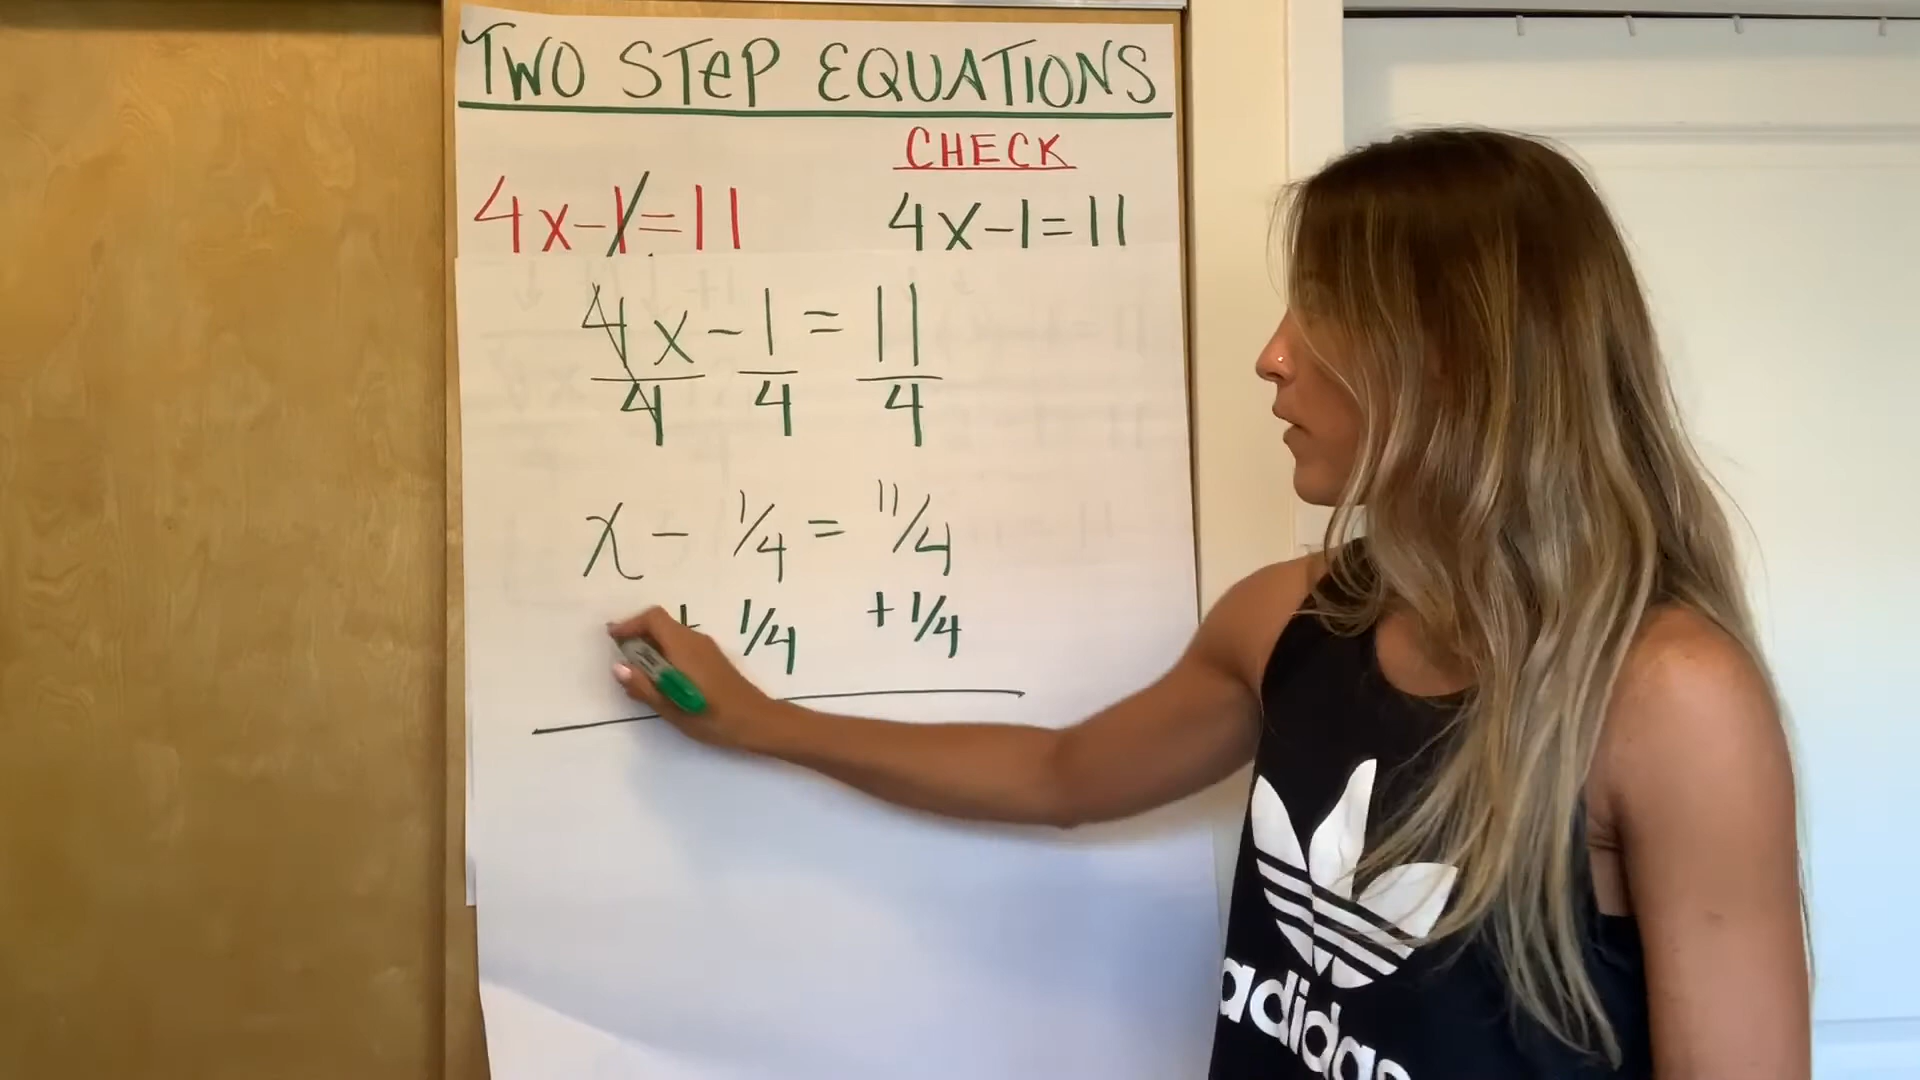 TWO STEP EQUATIONS
CHECK
4x-1=11
4x-1=11
4x-1=11
4 4 4
x - 1/4 = 11/4
+ 1/4 + 1/4
adidas